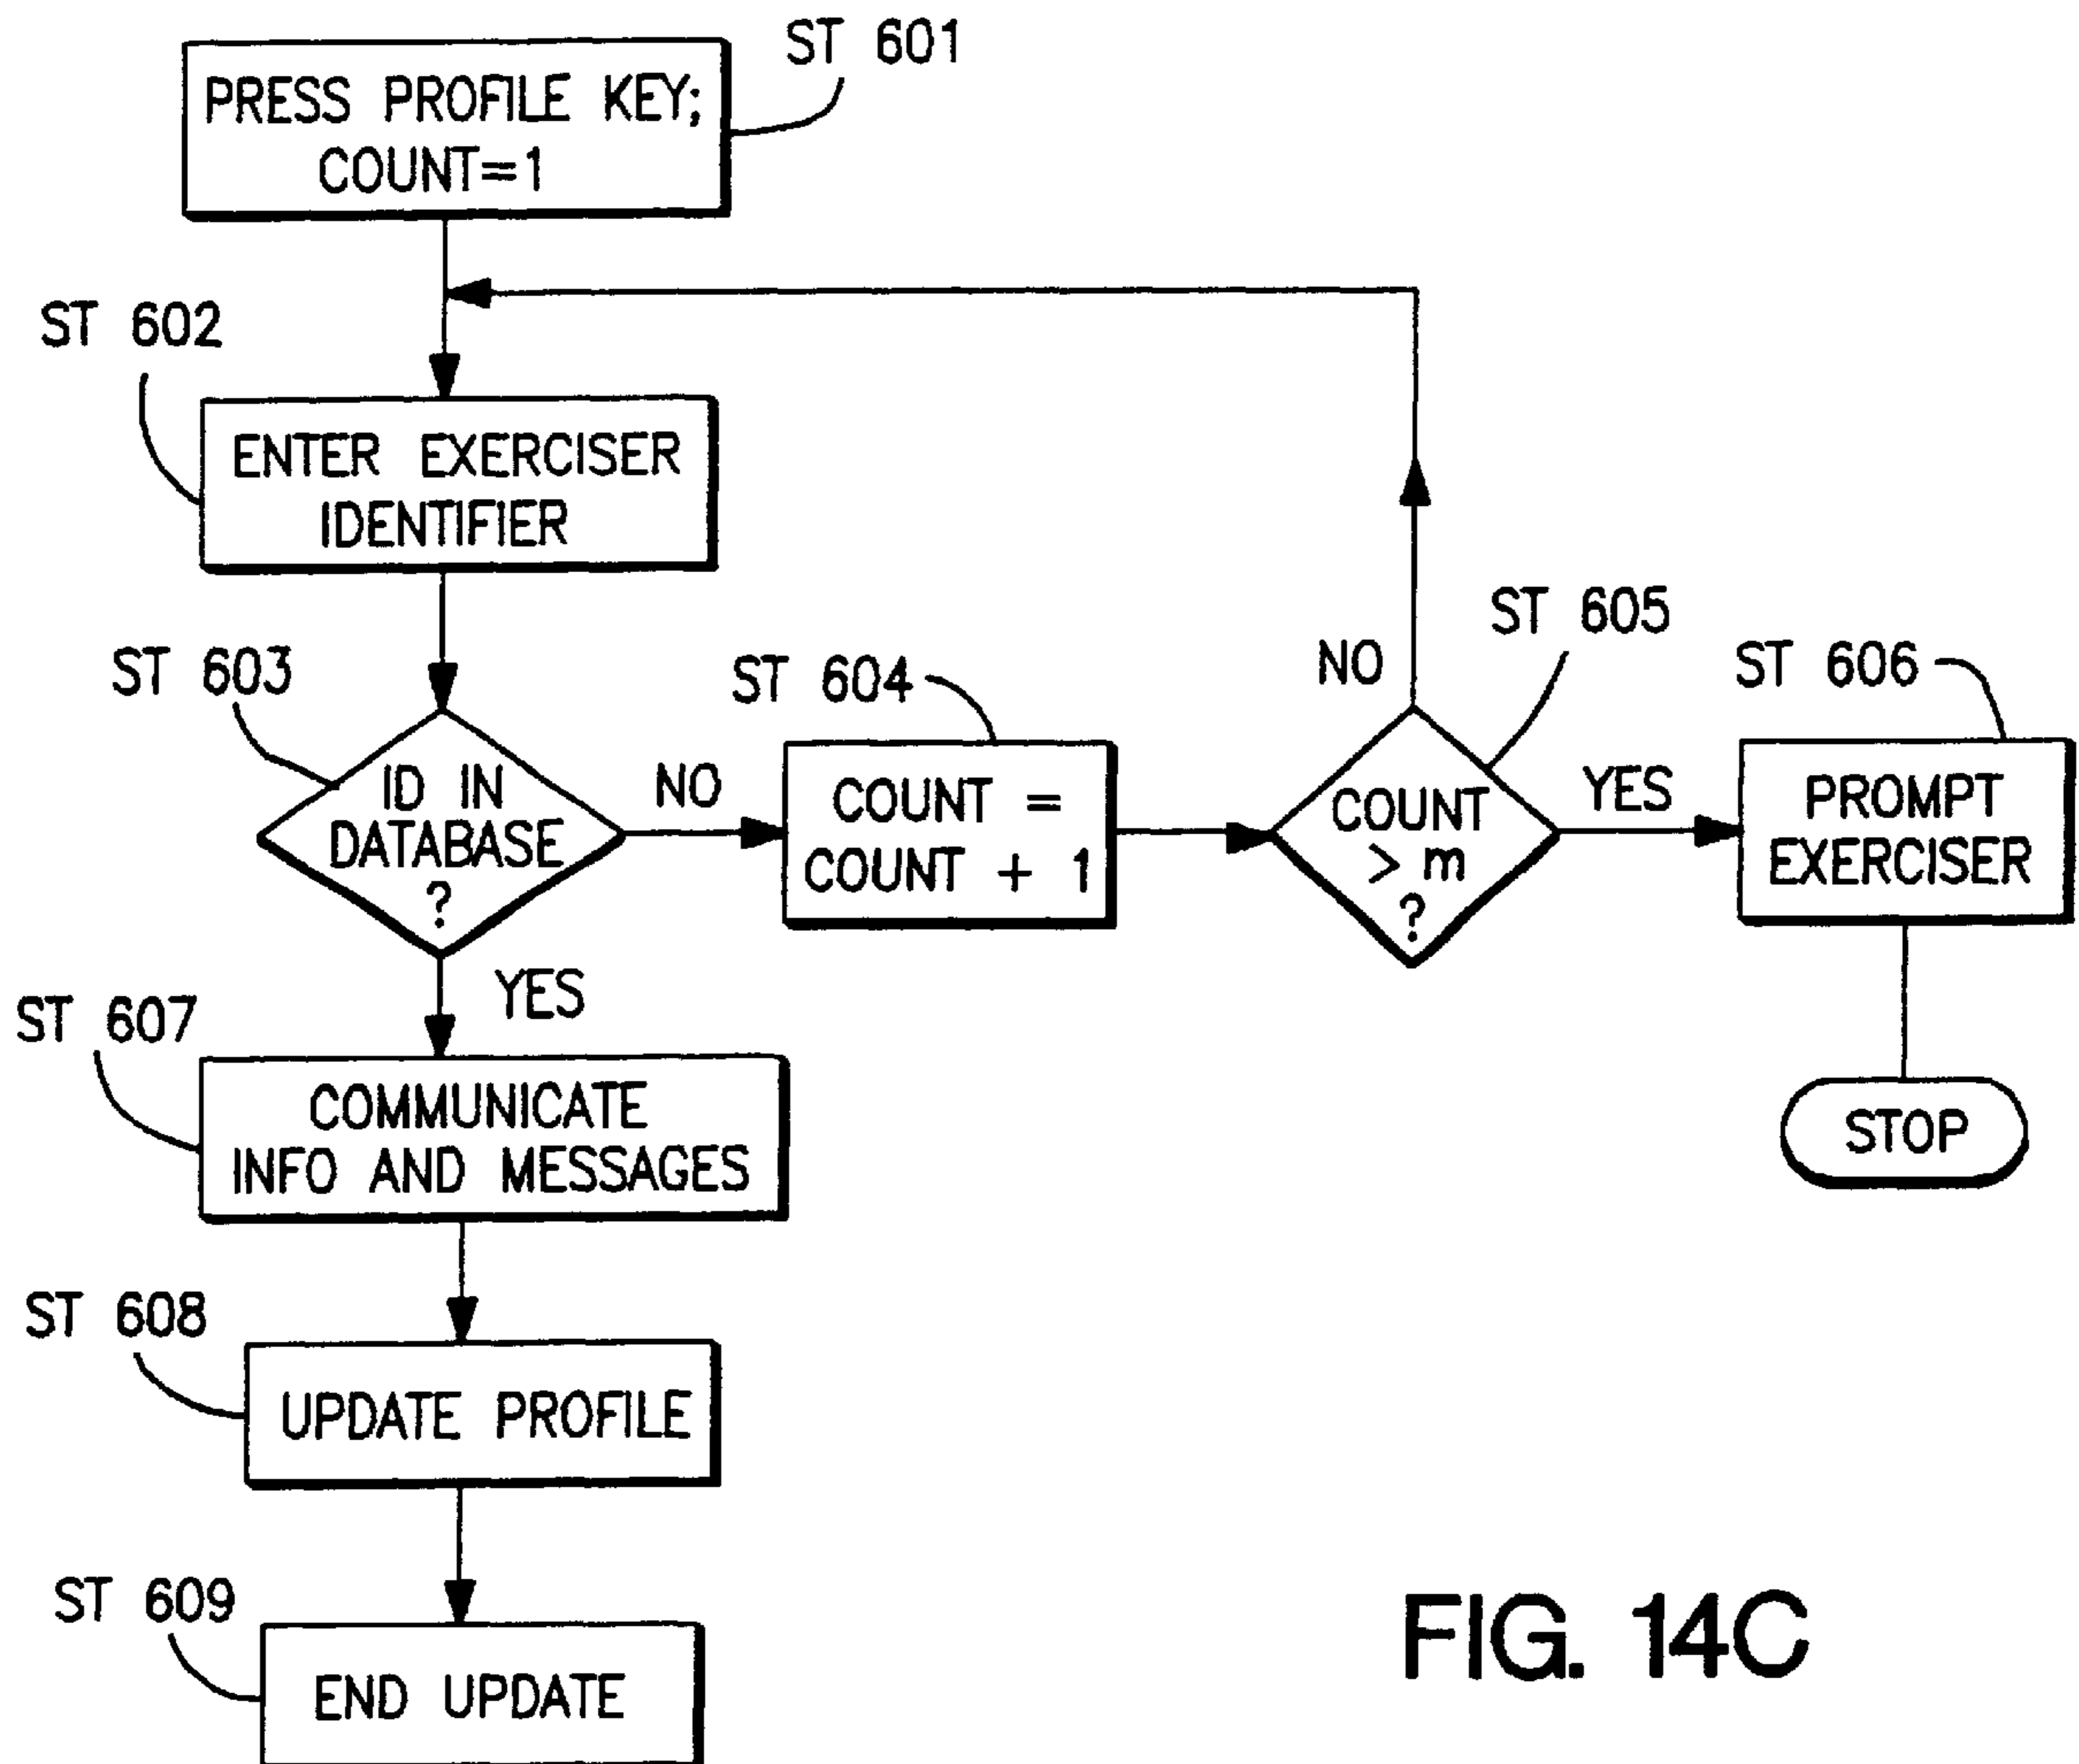 ST 601
PRESS PROFILE KEY;
COUNT=1
ST 602
ENTER EXERCISER
IDENTIFIER
ST 603
ID IN
DATABASE
?
NO
YES
ST 604
COUNT =
COUNT + 1
ST 605
COUNT
> m
?
NO
YES
ST 606
PROMPT
EXERCISER
STOP
ST 607
COMMUNICATE
INFO AND MESSAGES
ST 608
UPDATE PROFILE
ST 609
END UPDATE
FIG. 14C